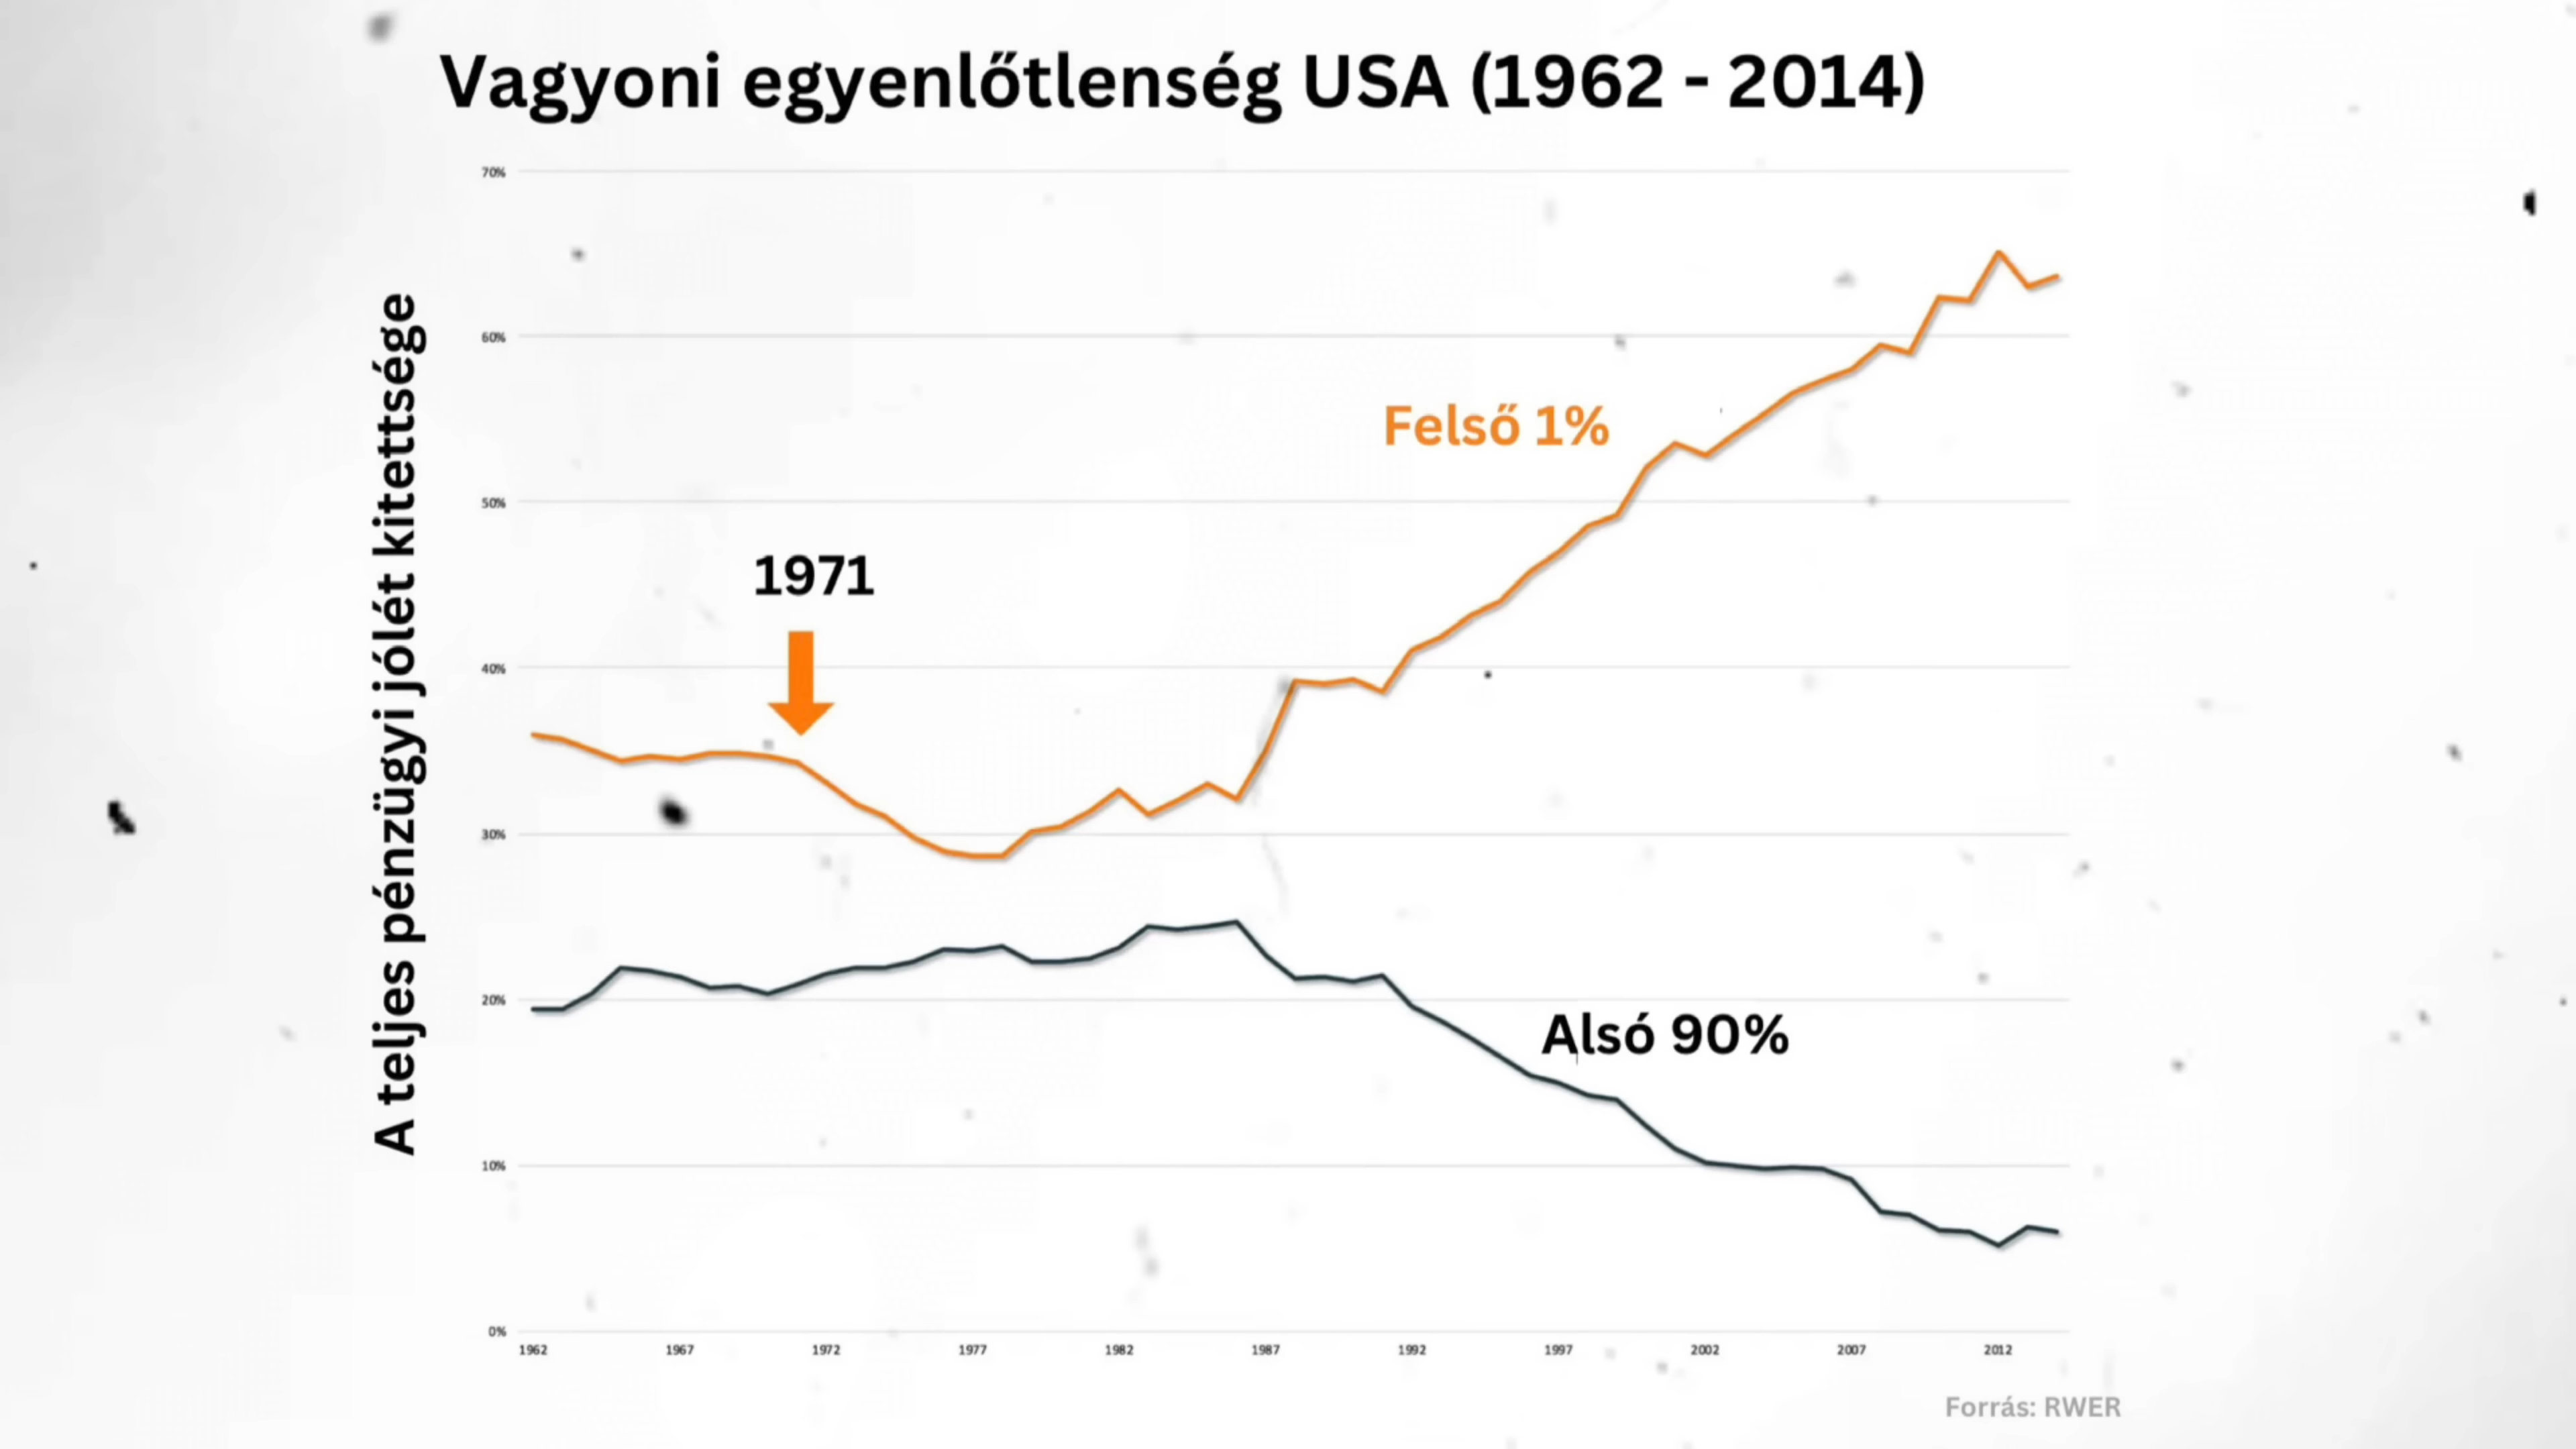 Vagyoni egyenlőtlenség USA (1962 - 2014)
A teljes pénzügyi jólét kitettsége
70%
60%
50%
40%
30%
20%
10%
0%
Felső 1%
1971
Alsó 90%
1962 1967 1972 1977 1982 1987 1992 1997 2002 2007 2012
Forrás: RWER